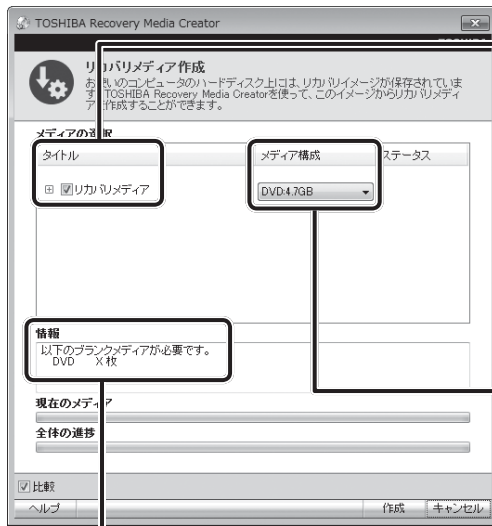 TOSHIBA Recovery Media Creator
リカバリメディア作成
お使いのコンピュータのハードディスク上には、リカバリイメージが保存されていま
す。TOSHIBA Recovery Media Creatorを使って、このイメージからリカバリメディ
アを作成することができます。
メディアの選択
タイトル
メディア構成
ステータス
リカバリメディア
DVD:4.7GB
情報
以下のブランクメディアが必要です。
DVD X枚
現在のメディア
全体の進捗
比較
ヘルプ
作成
キャンセル